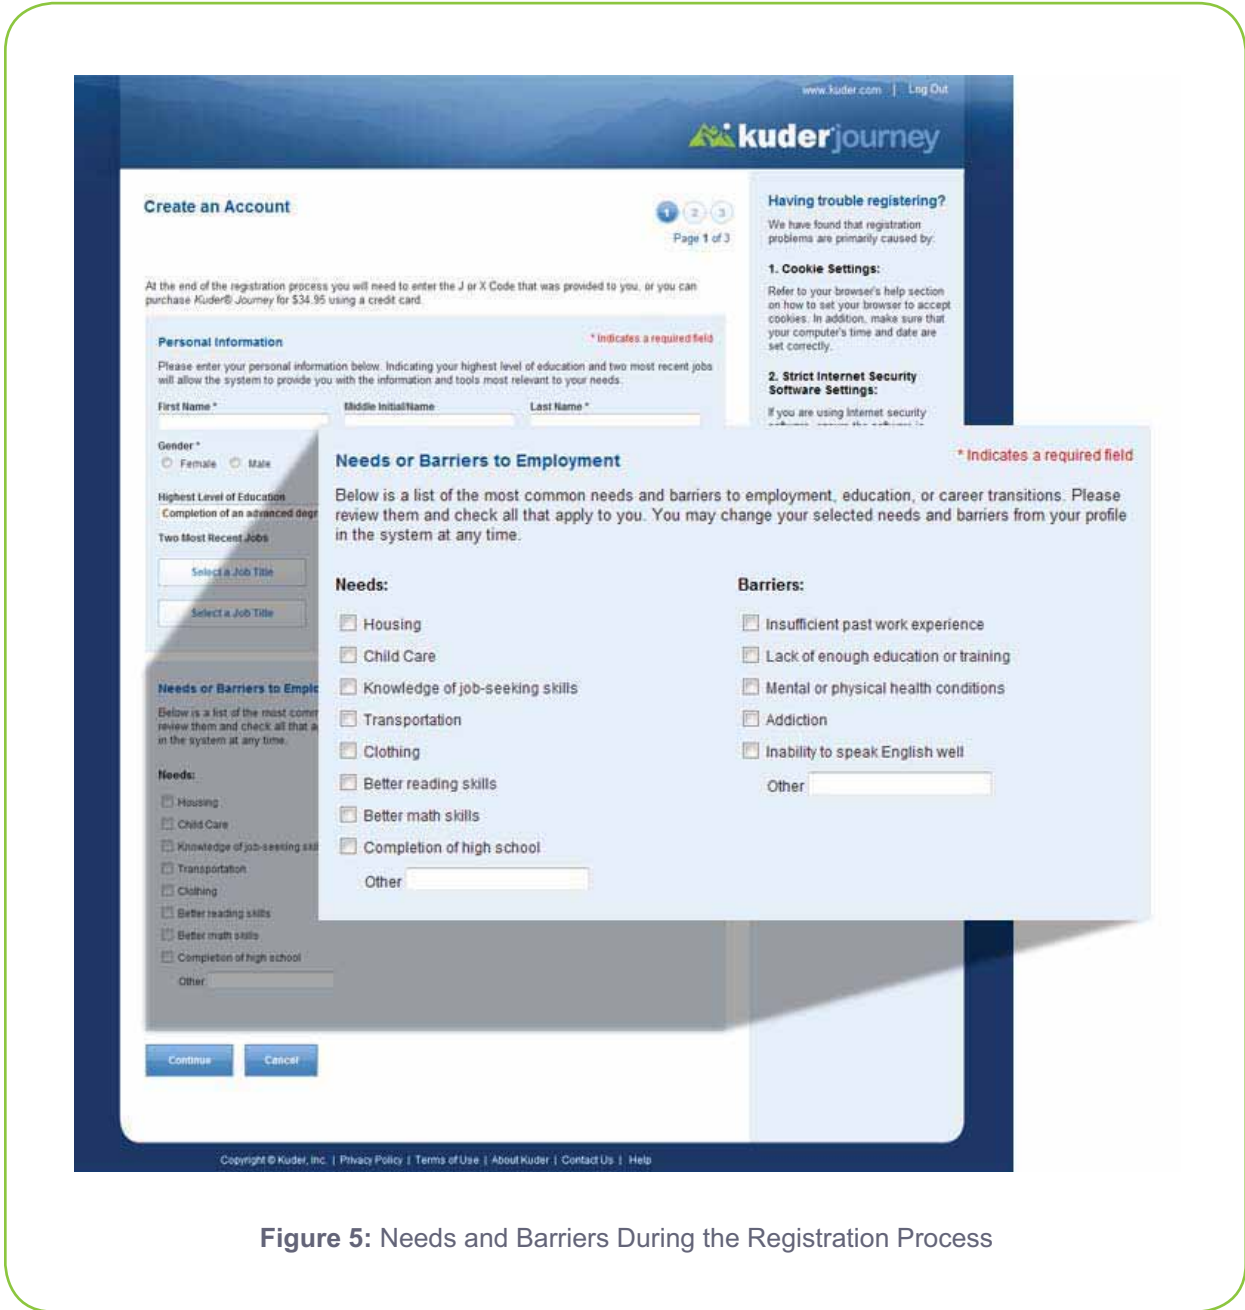 www.kuder.com | Log Out
kuder journey
Create an Account
1 2 3
Page 1 of 3
At the end of the registration process you will need to enter the J or X Code that was provided to you, or you can
purchase Kuder® Journey for $34.95 using a credit card.
Personal Information
* Indicates a required field
Please enter your personal information below. Indicating your highest level of education and two most recent jobs
will allow the system to provide you with the information and tools most relevant to your needs.
First Name *
Middle Initial/Name
Last Name *
Gender *
Female Male
Highest Level of Education
Completion of an advanced degr
Two Most Recent Jobs
Select a Job Title
Select a Job Title
Needs or Barriers to Emplo
Below is a list of the most comm
review them and check all that a
in the system at any time.
Needs:
Housing
Child Care
Knowledge of job-seeking skil
Transportation
Clothing
Better reading skills
Better math skills
Completion of high school
Other
Continue
Cancel
Having trouble registering?
We have found that registration
problems are primarily caused by:
1. Cookie Settings:
Refer to your browser's help section
on how to set your browser to accept
cookies. In addition, make sure that
your computer's time and date are
set correctly.
2. Strict Internet Security
Software Settings:
If you are using Internet security
Needs or Barriers to Employment
* Indicates a required field
Below is a list of the most common needs and barriers to employment, education, or career transitions. Please
review them and check all that apply to you. You may change your selected needs and barriers from your profile
in the system at any time.
Needs:
Housing
Child Care
Knowledge of job-seeking skills
Transportation
Clothing
Better reading skills
Better math skills
Completion of high school
Other
Barriers:
Insufficient past work experience
Lack of enough education or training
Mental or physical health conditions
Addiction
Inability to speak English well
Other
Copyright © Kuder, Inc. | Privacy Policy | Terms of Use | About Kuder | Contact Us | Help
Figure 5: Needs and Barriers During the Registration Process